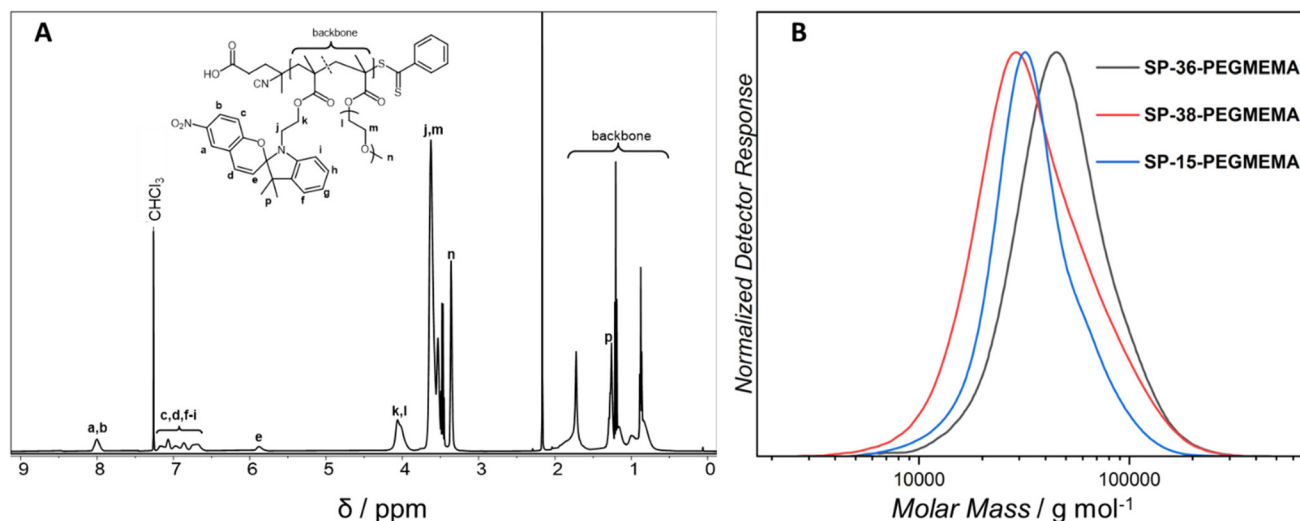 A
backbone
O
HO
CN
S
S
O
O
O
O
l
k
j
m
O
n
b
c
O₂N
O
a
N
i
h
d
e
g
p
f
CHCl₃
j,m
n
backbone
p
k,l
a,b
c,d,f-i
e
9 8 7 6 5 4 3 2 1 0
δ / ppm
B
SP-36-PEGMEMA
SP-38-PEGMEMA
SP-15-PEGMEMA
Normalized Detector Response
10000 100000
Molar Mass / g mol⁻¹